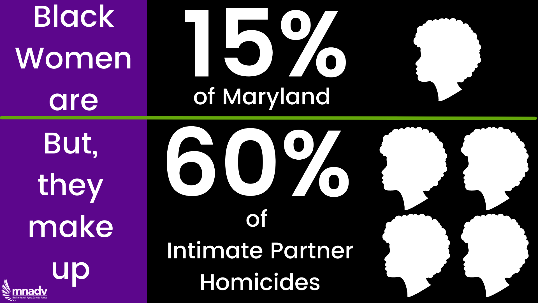 Black
Women
are
15%
of Maryland
But,
they
make
up
60%
of
Intimate Partner
Homicides
mnadv